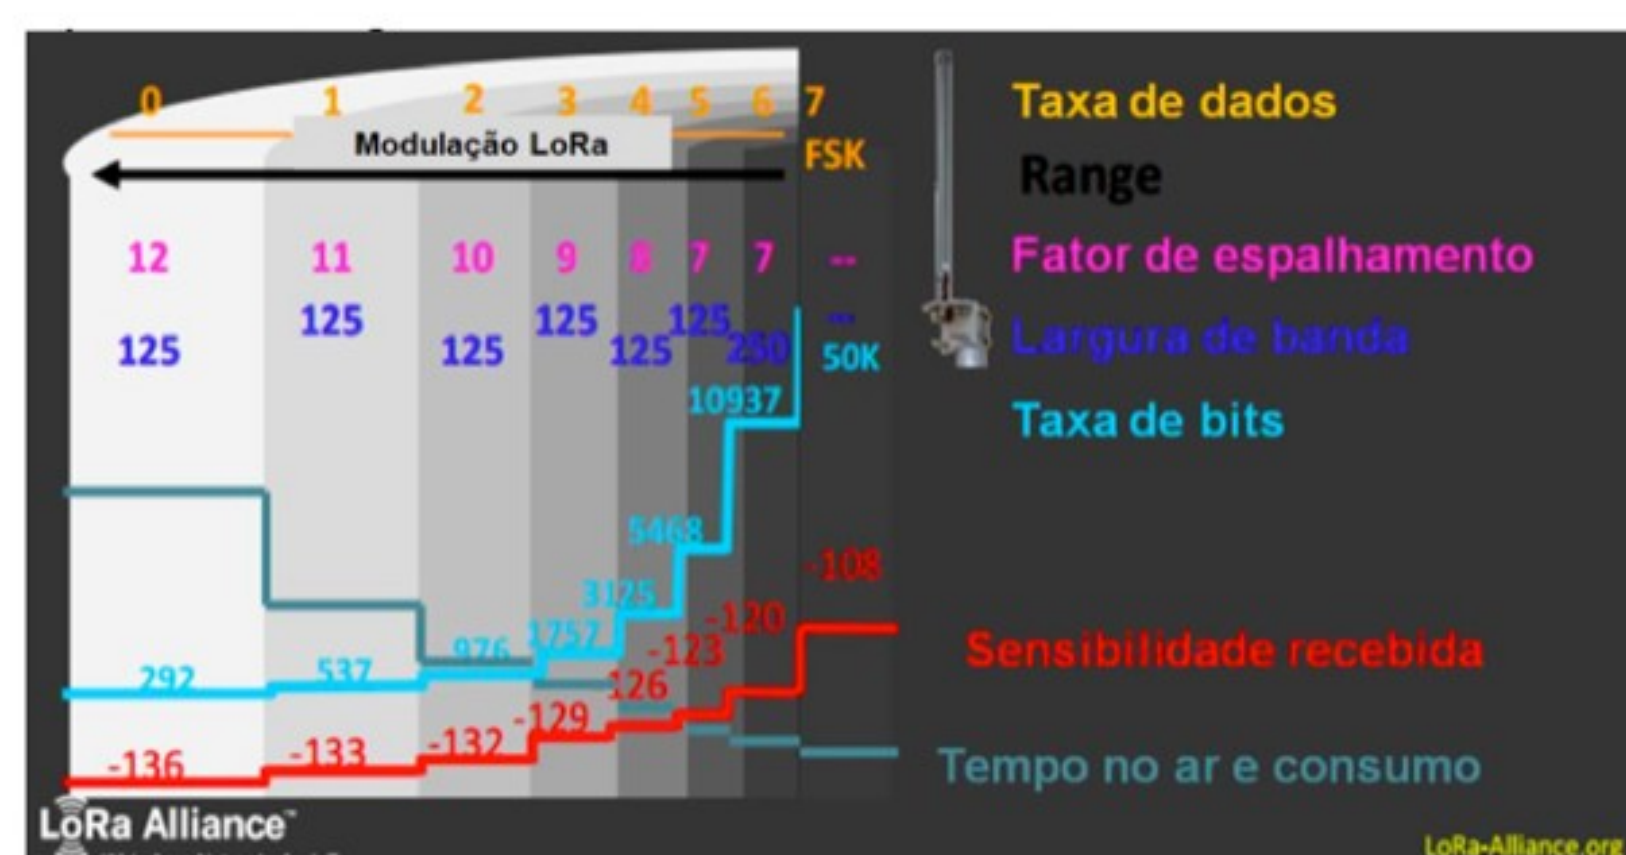 0 1 2 3 4 5 6 7
Taxa de dados
Modulação LoRa
FSK
Range
12 11 10 9 8 7 7 --
Fator de espalhamento
125 125 125 125 125 125 250 ---
Largura de banda
50K
10937
Taxa de bits
5468
3125
1757
976
537
292
-108
-120
-123
Sensibilidade recebida
126
-129
-132
-133
-136
Tempo no ar e consumo
LoRa Alliance™
LoRa-Alliance.org